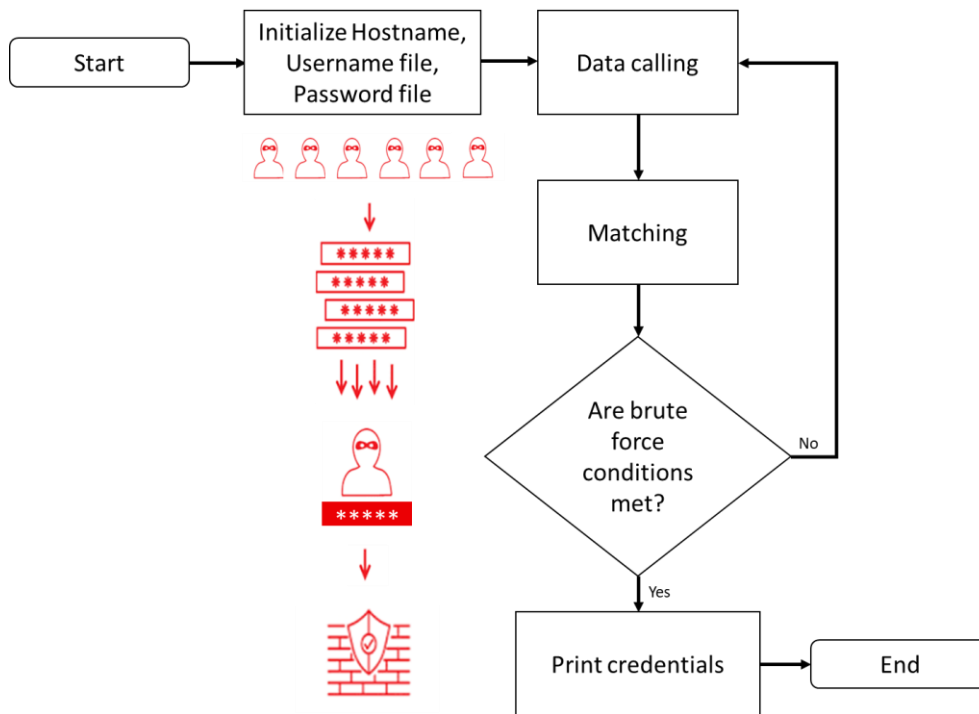 Start
Initialize Hostname,
Username file,
Password file
Data calling
Matching
*****
*****
*****
*****
*****
Are brute
force
conditions
met?
No
Yes
Print credentials
End